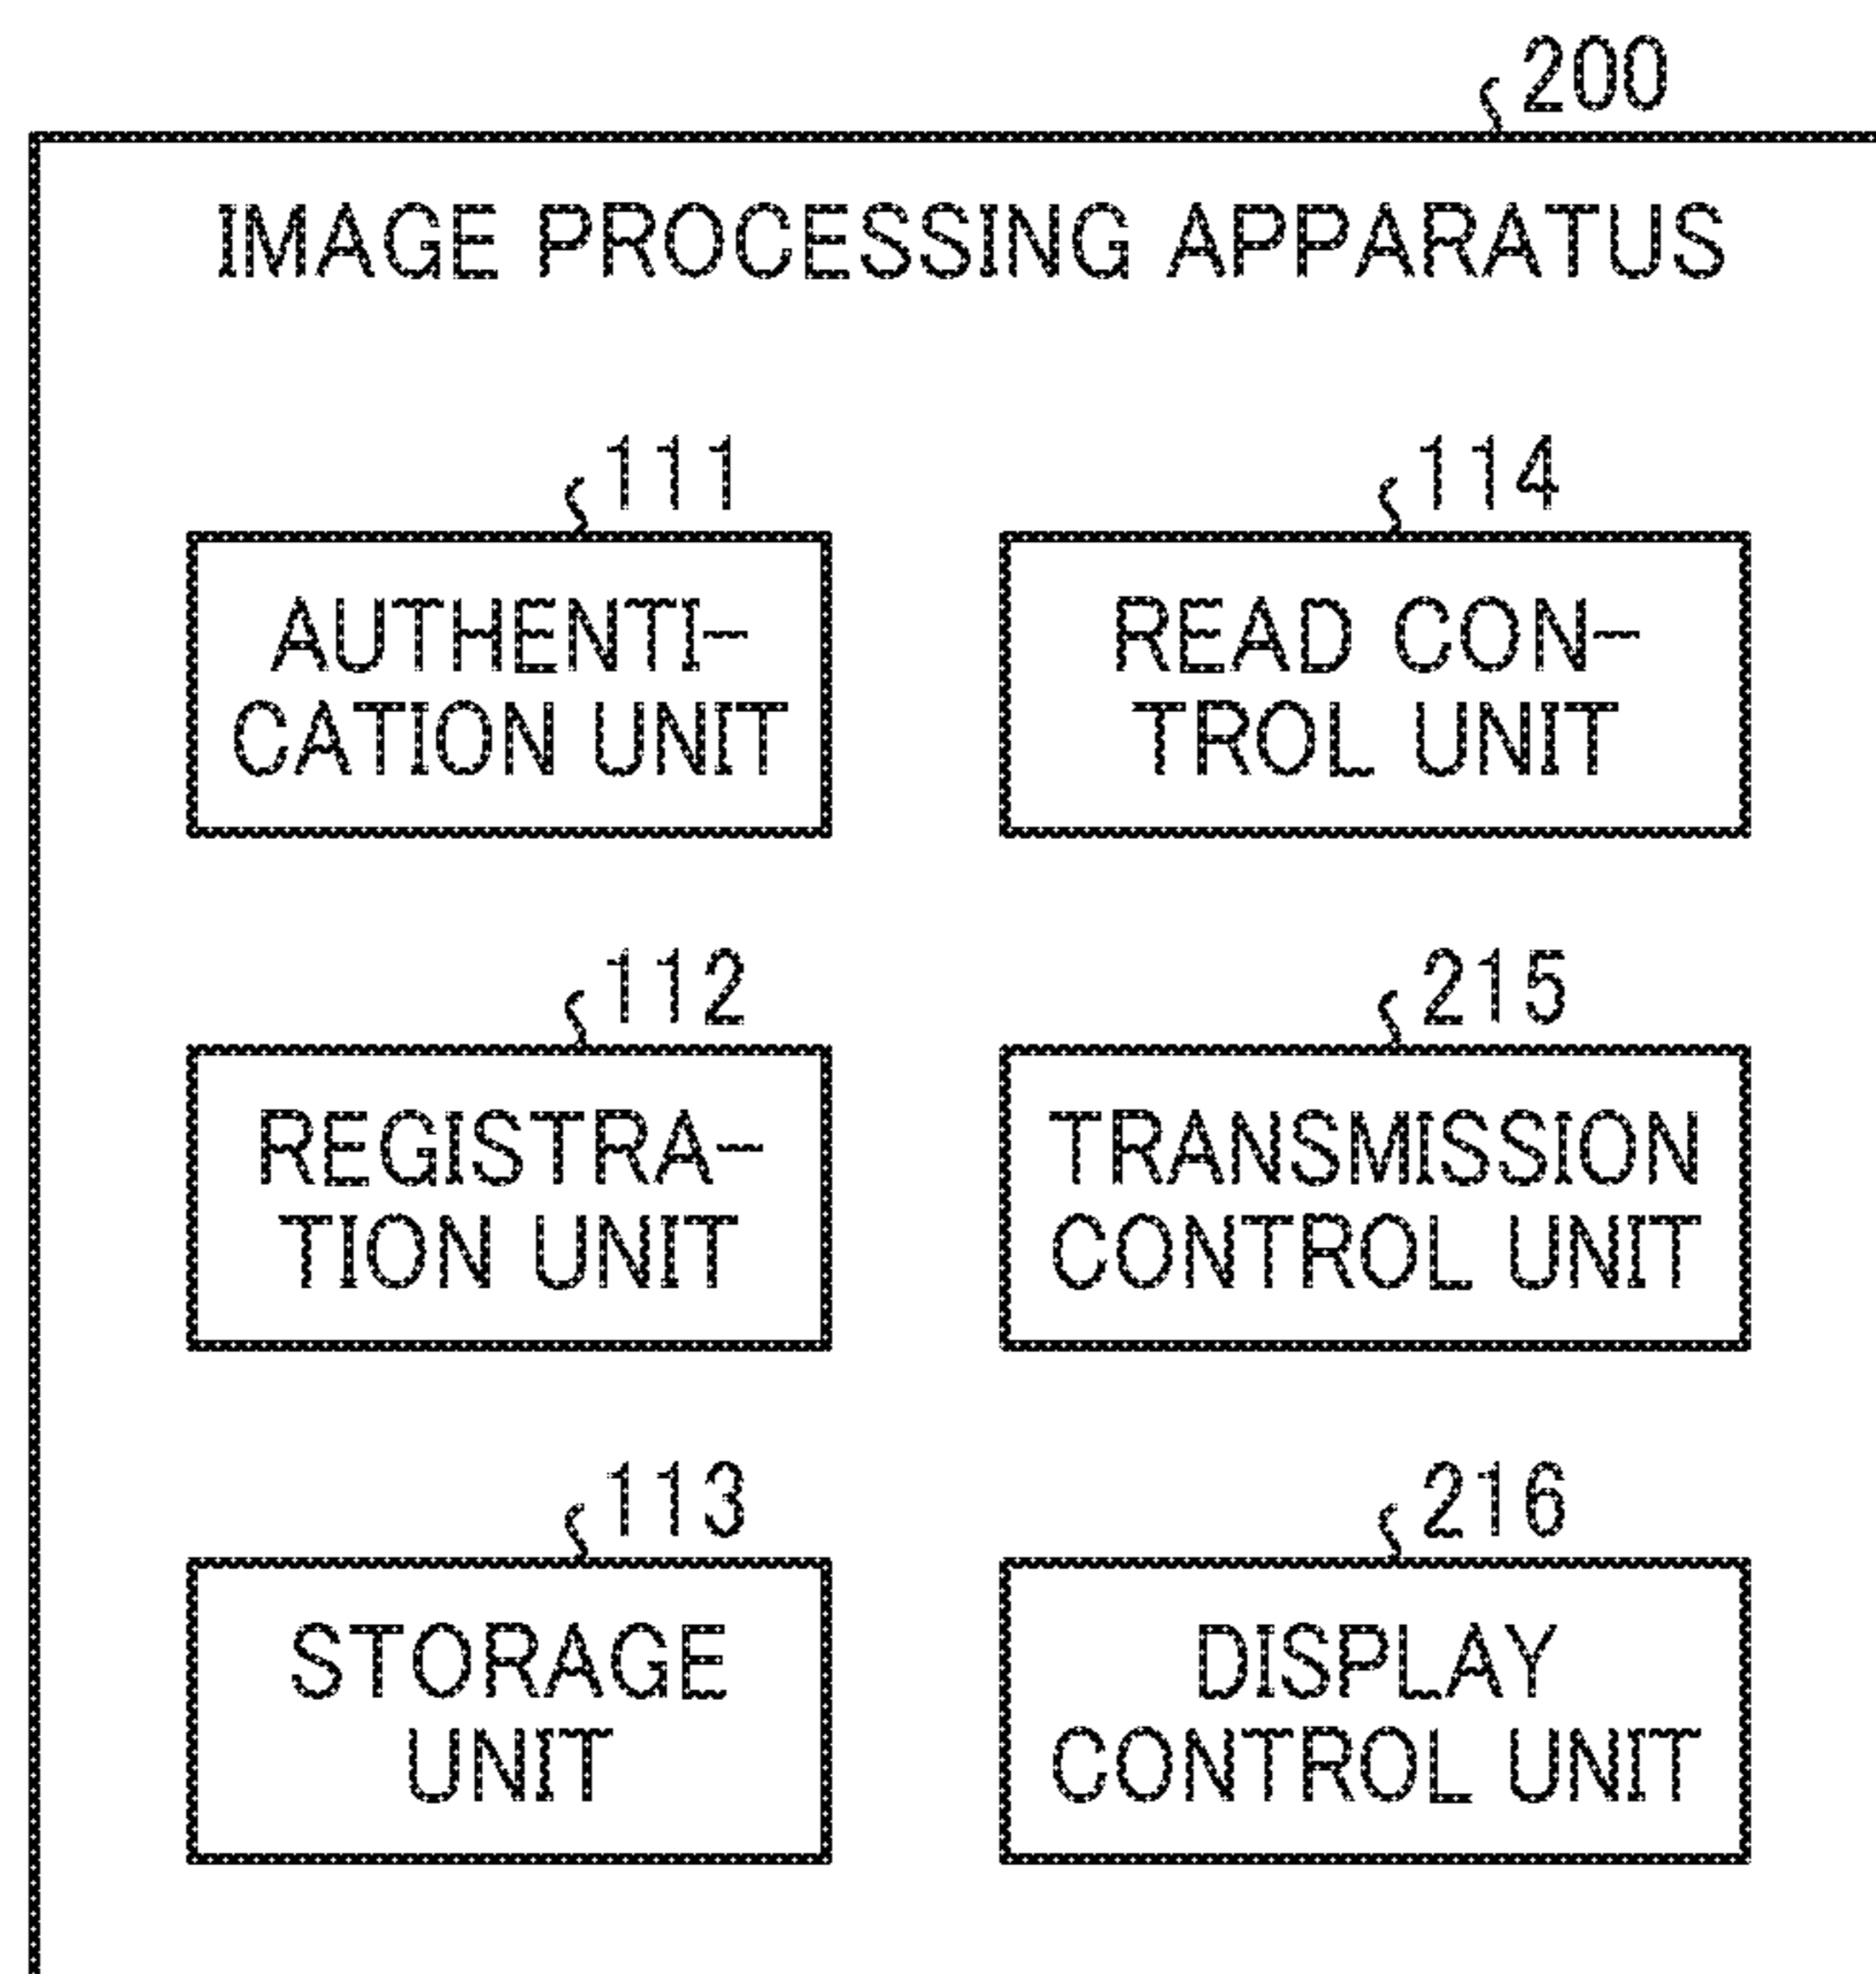 200
IMAGE PROCESSING APPARATUS
111
AUTHENTI-
CATION UNIT
114
READ CON-
TROL UNIT
112
REGISTRA-
TION UNIT
215
TRANSMISSION
CONTROL UNIT
113
STORAGE
UNIT
216
DISPLAY
CONTROL UNIT